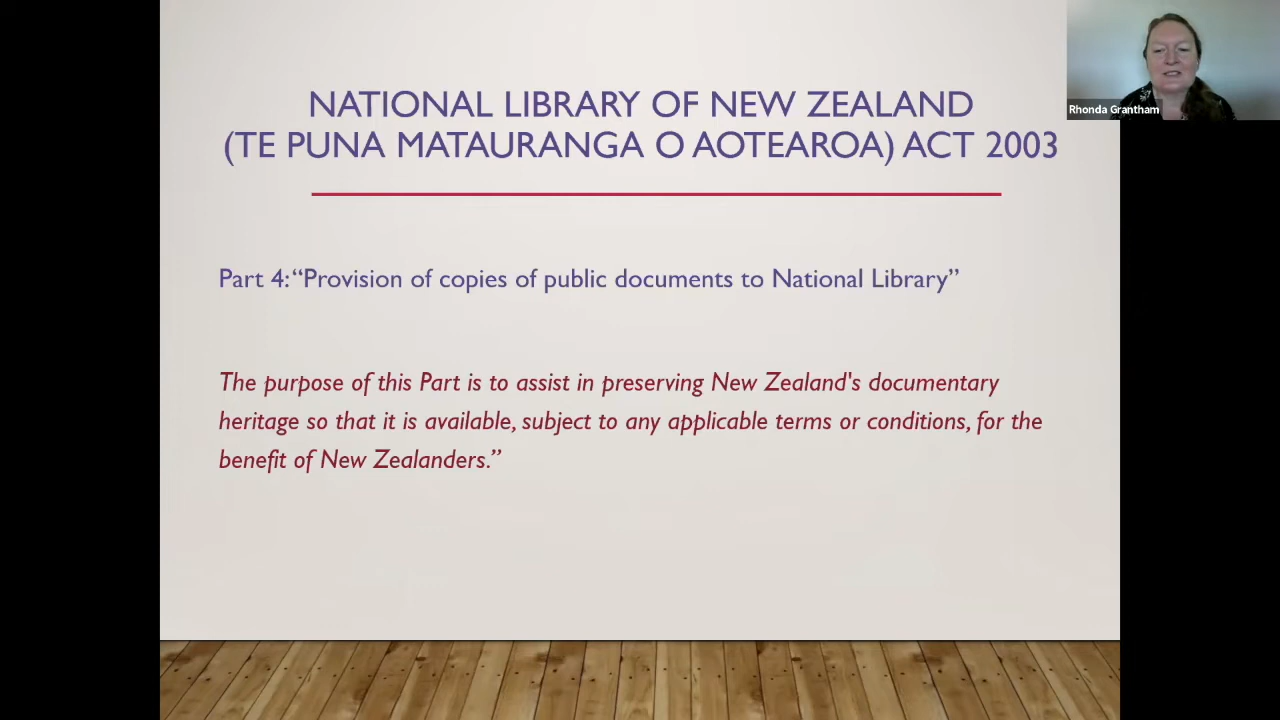 NATIONAL LIBRARY OF NEW ZEALAND
(TE PUNA MATAURANGA O AOTEAROA) ACT 2003
Rhonda Grantham
Part 4: “Provision of copies of public documents to National Library”
The purpose of this Part is to assist in preserving New Zealand's documentary
heritage so that it is available, subject to any applicable terms or conditions, for the
benefit of New Zealanders.”